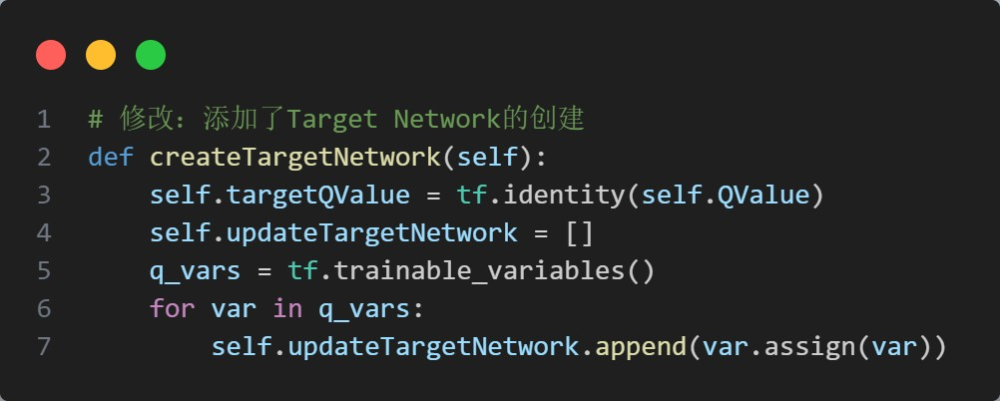 1 # 修改：添加了Target Network的创建
2 def createTargetNetwork(self):
3     self.targetQValue = tf.identity(self.QValue)
4     self.updateTargetNetwork = []
5     q_vars = tf.trainable_variables()
6     for var in q_vars:
7         self.updateTargetNetwork.append(var.assign(var))